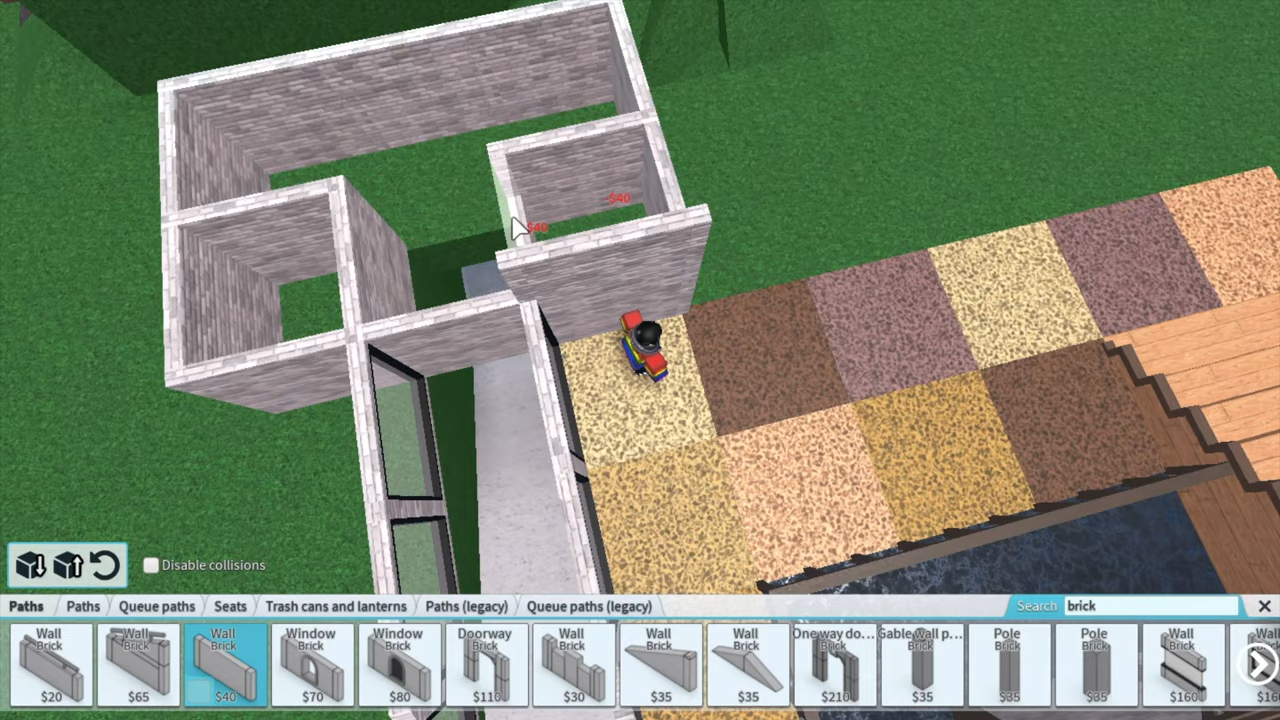 -$40
-$40
Disable collisions
Paths
Paths
Queue paths
Seats
Trash cans and lanterns
Paths (legacy)
Queue paths (legacy)
Search
brick
Wall
Brick
$20
Wall
Brick
$65
Wall
Brick
$40
Window
Brick
$70
Window
Brick
$80
Doorway
Brick
$110
Wall
Brick
$30
Wall
Brick
$35
Wall
Brick
$35
One way do...
Brick
$210
Gable wall p...
Brick
$35
Pole
Brick
$35
Pole
Brick
$35
Wall
Brick
$160
Wall
Brick